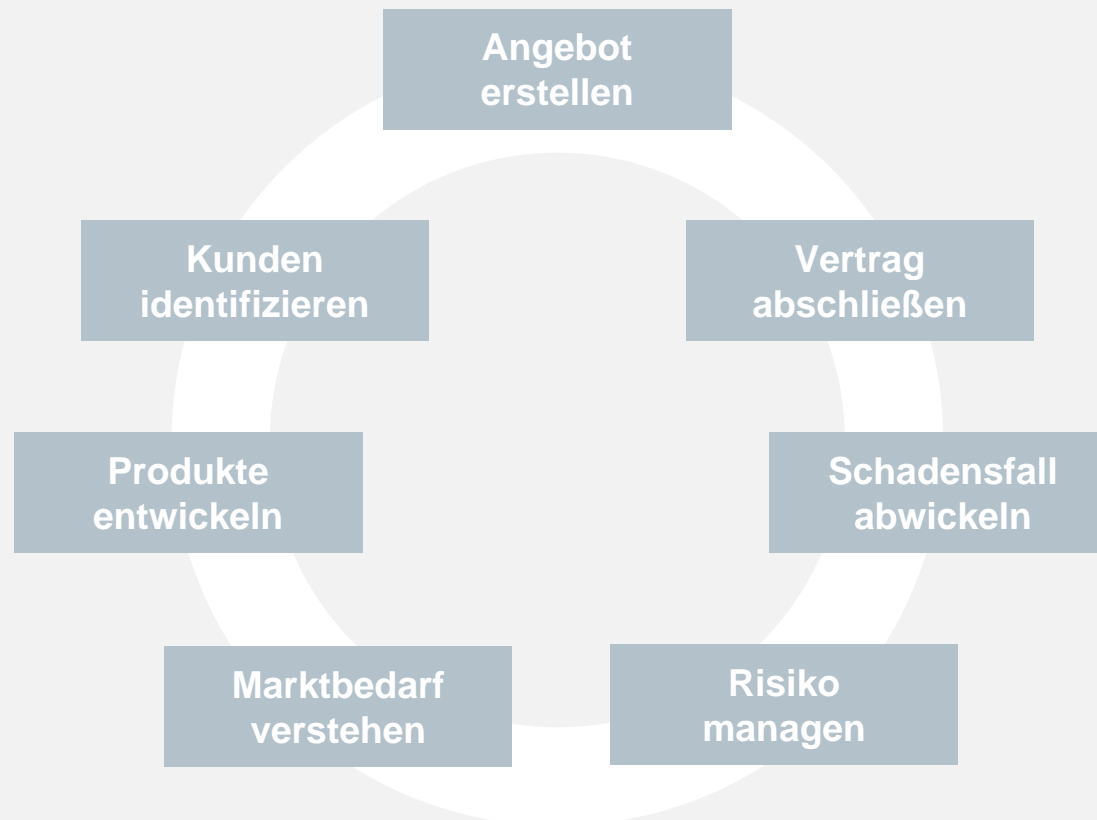 Angebot
erstellen
Kunden
identifizieren
Vertrag
abschließen
Produkte
entwickeln
Schadensfall
abwickeln
Marktbedarf
verstehen
Risiko
managen